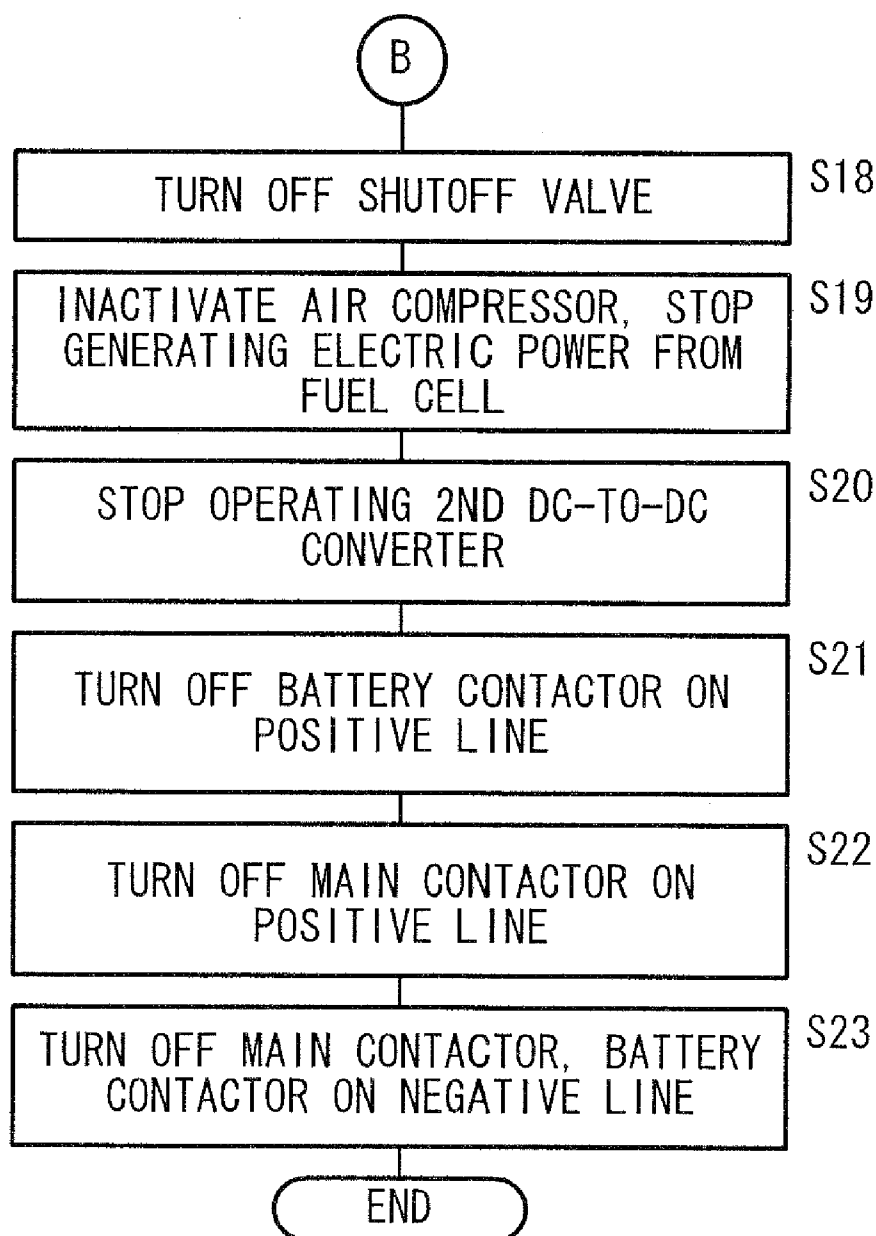 B
TURN OFF SHUTOFF VALVE
S18
INACTIVATE AIR COMPRESSOR, STOP
GENERATING ELECTRIC POWER FROM
FUEL CELL
S19
STOP OPERATING 2ND DC-TO-DC
CONVERTER
S20
TURN OFF BATTERY CONTACTOR ON
POSITIVE LINE
S21
TURN OFF MAIN CONTACTOR ON
POSITIVE LINE
S22
TURN OFF MAIN CONTACTOR, BATTERY
CONTACTOR ON NEGATIVE LINE
S23
END